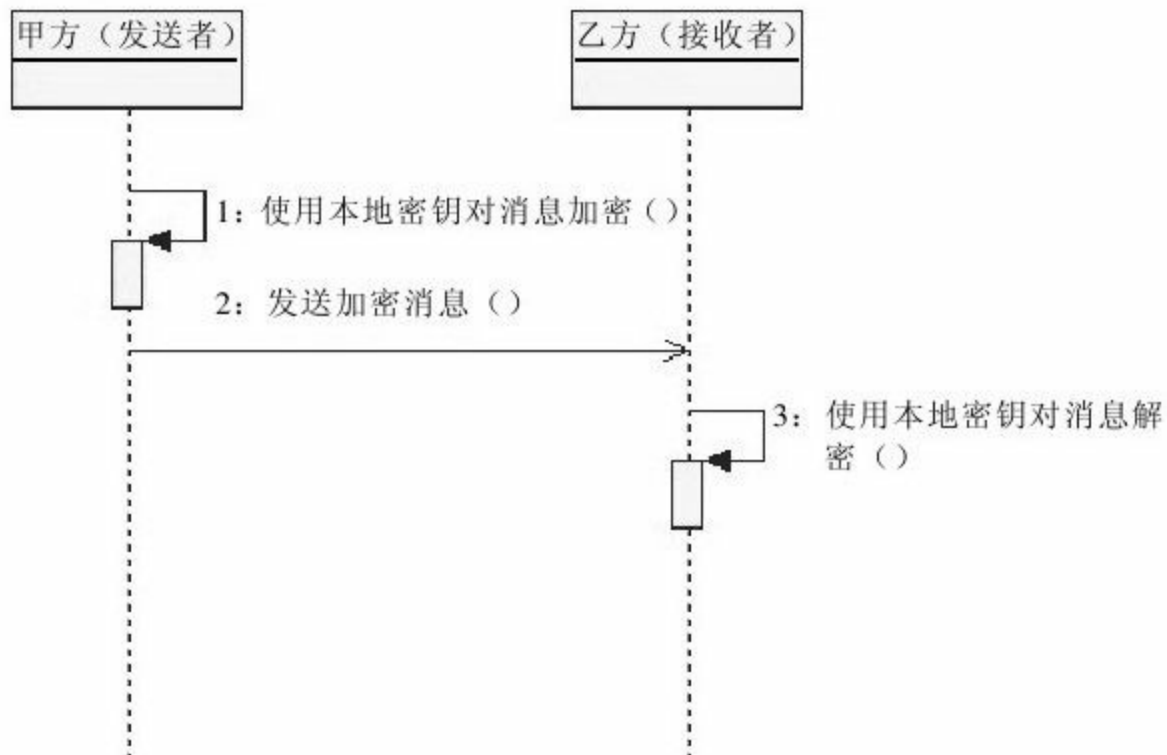 甲方（发送者）
乙方（接收者）
1：使用本地密钥对消息加密（）
2：发送加密消息（）
3：使用本地密钥对消息解
密（）